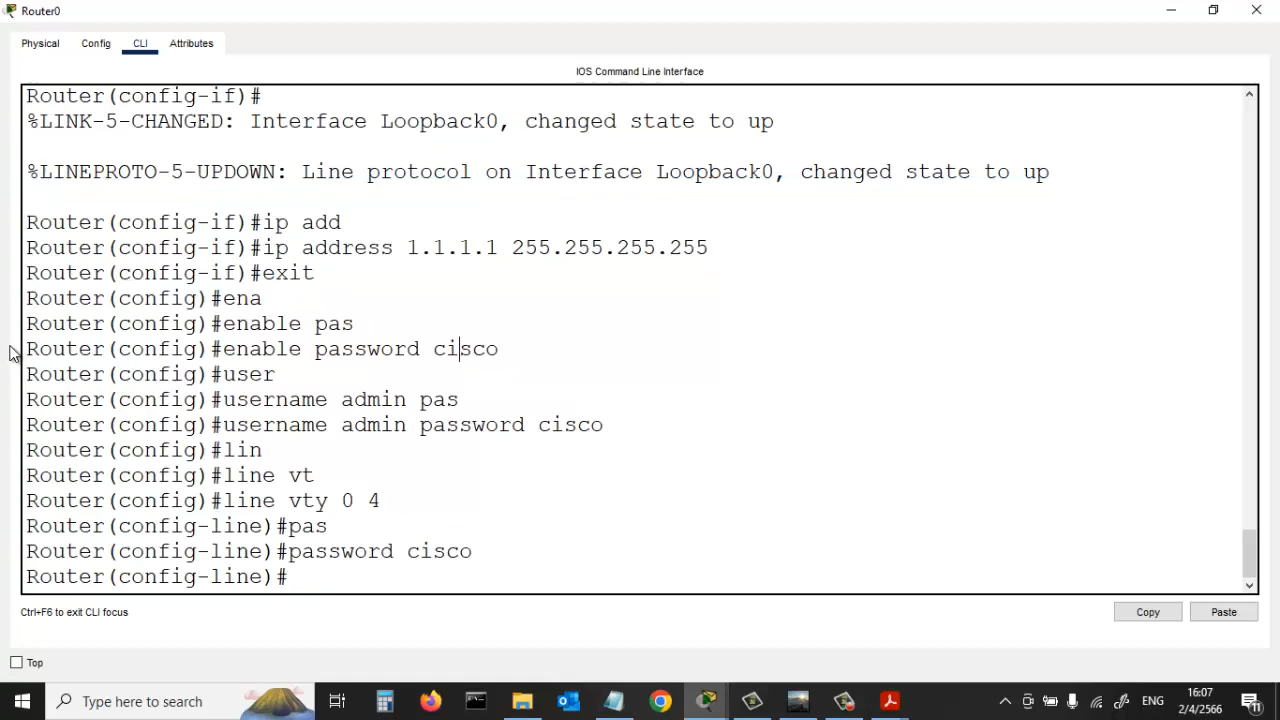 Router0
Physical Config CLI Attributes
IOS Command Line Interface
Router(config-if)#
%LINK-5-CHANGED: Interface Loopback0, changed state to up
%LINEPROTO-5-UPDOWN: Line protocol on Interface Loopback0, changed state to up
Router(config-if)#ip add
Router(config-if)#ip address 1.1.1.1 255.255.255.255
Router(config-if)#exit
Router(config)#ena
Router(config)#enable pas
Router(config)#enable password cisco
Router(config)#user
Router(config)#username admin pas
Router(config)#username admin password cisco
Router(config)#lin
Router(config)#line vt
Router(config)#line vty 0 4
Router(config-line)#pas
Router(config-line)#password cisco
Router(config-line)#
Ctrl+F6 to exit CLI focus
Copy Paste
Top
Type here to search
ENG
16:07
2/4/2566
11